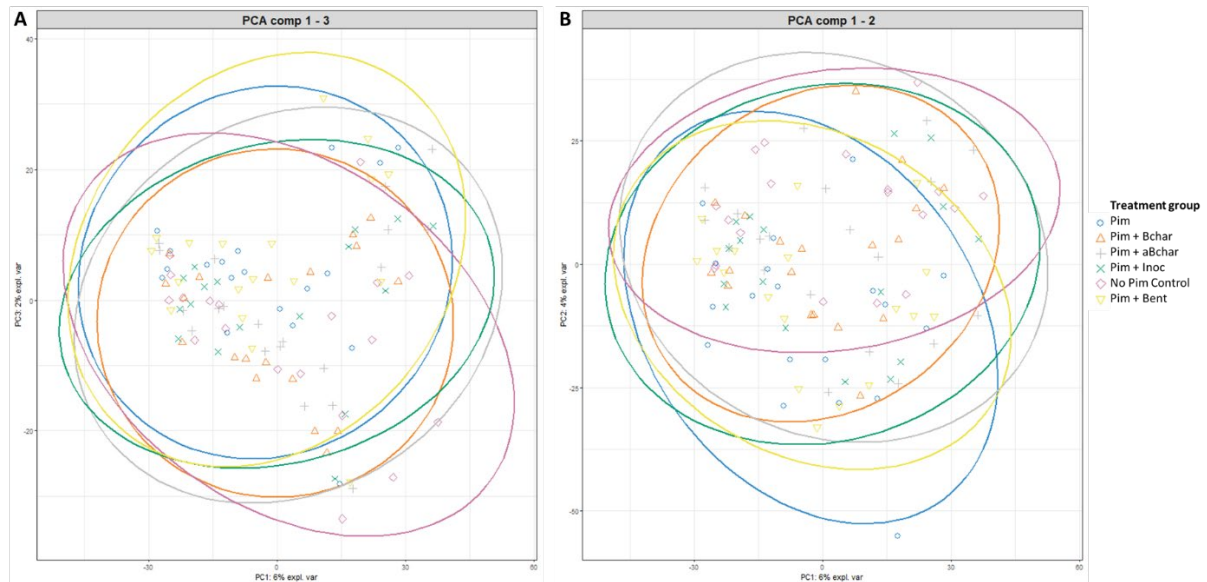 A
PCA comp 1 - 3
40
20
0
-20
PC3: 2% expl. var
-30
0
30
60
PC1: 6% expl. var
B
PCA comp 1 - 2
25
0
-25
-50
PC2: 4% expl. var
-30
0
30
60
PC1: 6% expl. var
Treatment group
Pim
Pim + Bchar
Pim + aBchar
Pim + Inoc
No Pim Control
Pim + Bent